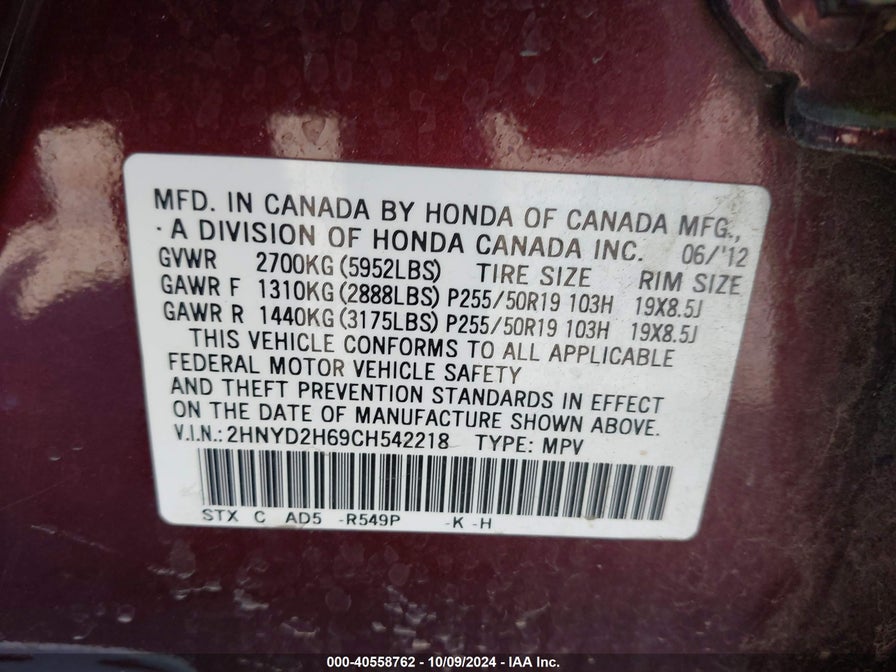 MFD. IN CANADA BY HONDA OF CANADA MFG.,
· A DIVISION OF HONDA CANADA INC. 06/'12
GVWR 2700KG (5952LBS) TIRE SIZE RIM SIZE
GAWR F 1310KG (2888LBS) P255/50R19 103H 19X8.5J
GAWR R 1440KG (3175LBS) P255/50R19 103H 19X8.5J
THIS VEHICLE CONFORMS TO ALL APPLICABLE
FEDERAL MOTOR VEHICLE SAFETY
AND THEFT PREVENTION STANDARDS IN EFFECT
ON THE DATE OF MANUFACTURE SHOWN ABOVE.
V.I.N.: 2HNYD2H69CH542218 TYPE: MPV
STX C AD5 -R549P -K -H
000-40558762 - 10/09/2024 - IAA Inc.